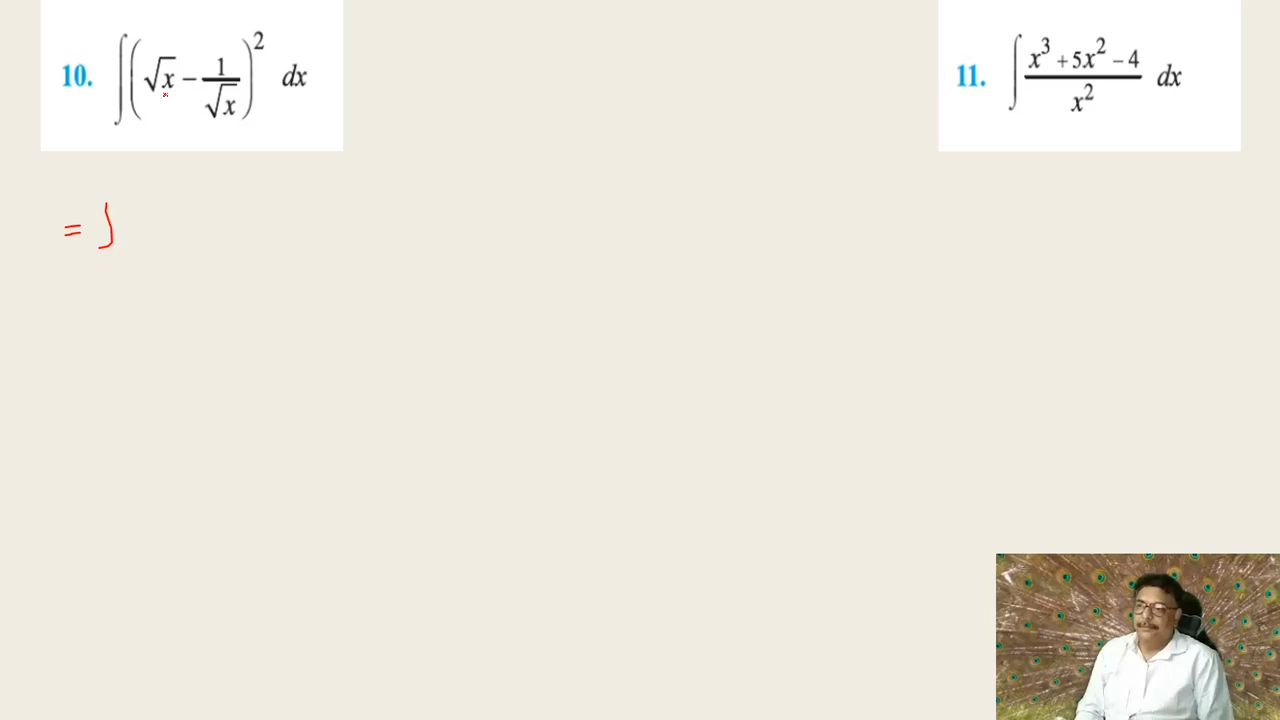 10. ∫(√x − 1/√x)² dx
11. ∫ (x³ + 5x² − 4)/x² dx
= ∫